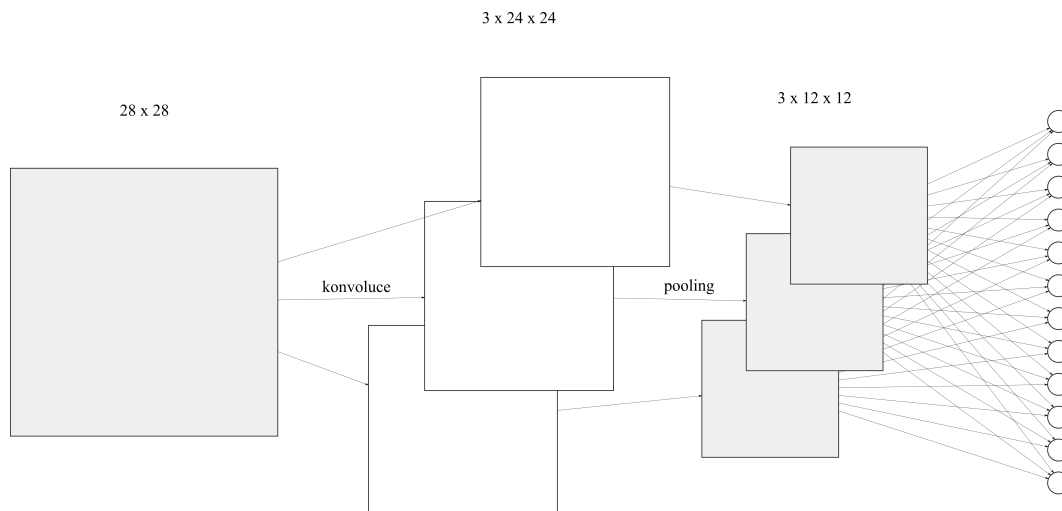 3 x 24 x 24
28 x 28
3 x 12 x 12
konvoluce
pooling